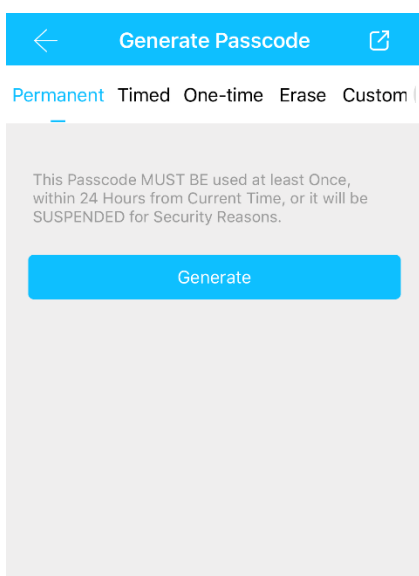 Generate Passcode
Permanent Timed One-time Erase Custom
This Passcode MUST BE used at least Once,
within 24 Hours from Current Time, or it will be
SUSPENDED for Security Reasons.
Generate